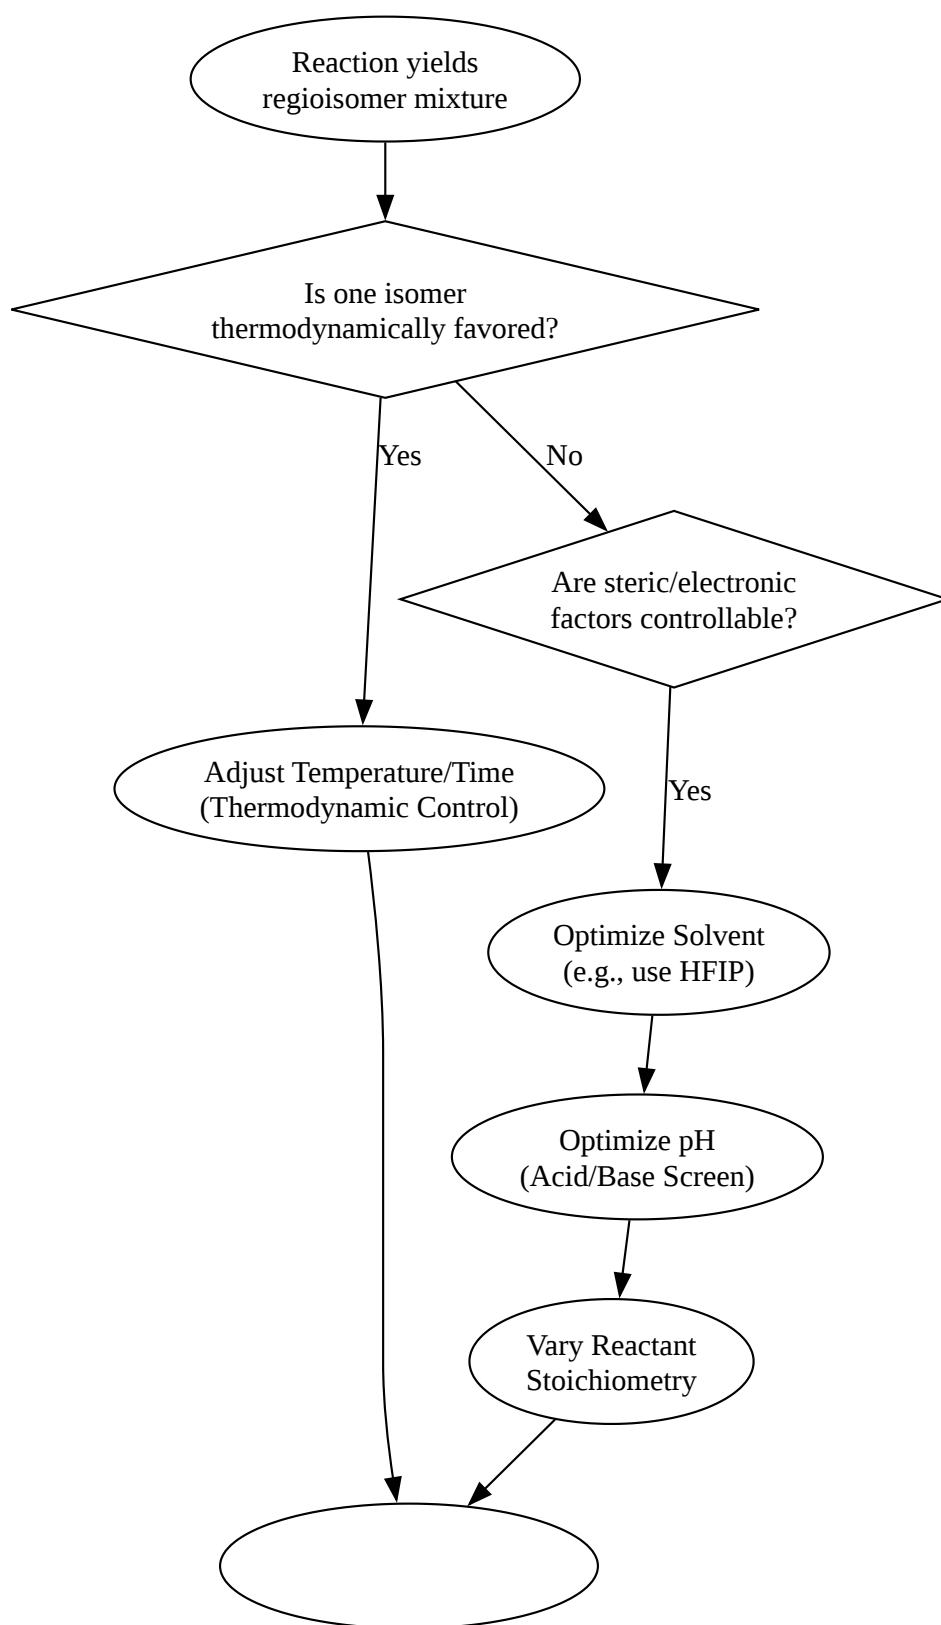 Reaction yields
regioisomer mixture
Is one isomer
thermodynamically favored?
Yes
No
Are steric/electronic
factors controllable?
Adjust Temperature/Time
(Thermodynamic Control)
Yes
Optimize Solvent
(e.g., use HFIP)
Optimize pH
(Acid/Base Screen)
Vary Reactant
Stoichiometry